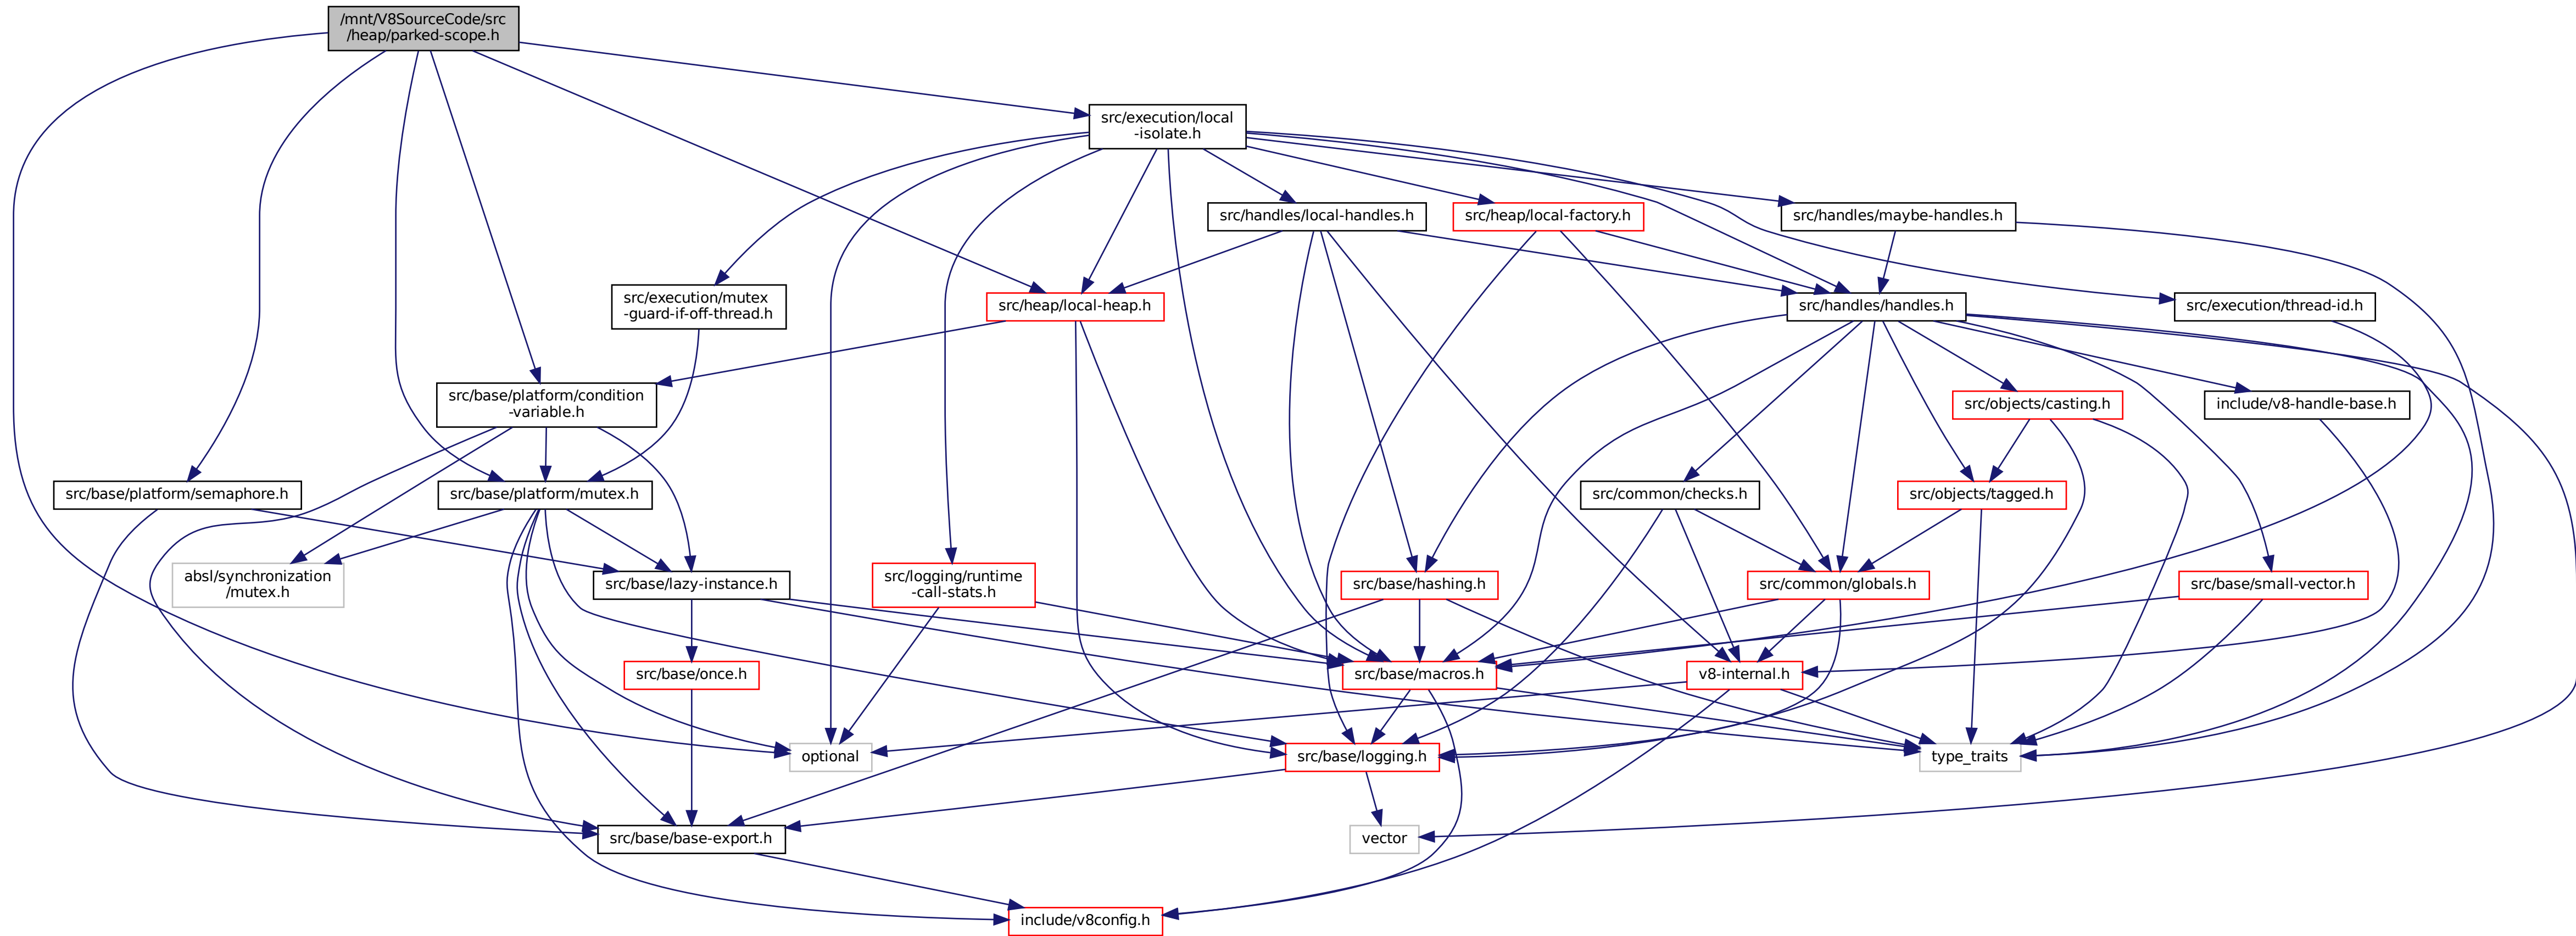 /mnt/V8SourceCode/src
/heap/parked-scope.h
src/execution/local
-isolate.h
src/handles/local-handles.h
src/heap/local-factory.h
src/handles/maybe-handles.h
src/execution/mutex
-guard-if-off-thread.h
src/heap/local-heap.h
src/handles/handles.h
src/execution/thread-id.h
src/base/platform/condition
-variable.h
src/objects/casting.h
include/v8-handle-base.h
src/base/platform/semaphore.h
src/base/platform/mutex.h
src/common/checks.h
src/objects/tagged.h
absl/synchronization
/mutex.h
src/base/lazy-instance.h
src/logging/runtime
-call-stats.h
src/base/hashing.h
src/common/globals.h
src/base/small-vector.h
src/base/once.h
src/base/macros.h
v8-internal.h
optional
src/base/logging.h
type_traits
src/base/base-export.h
vector
include/v8config.h